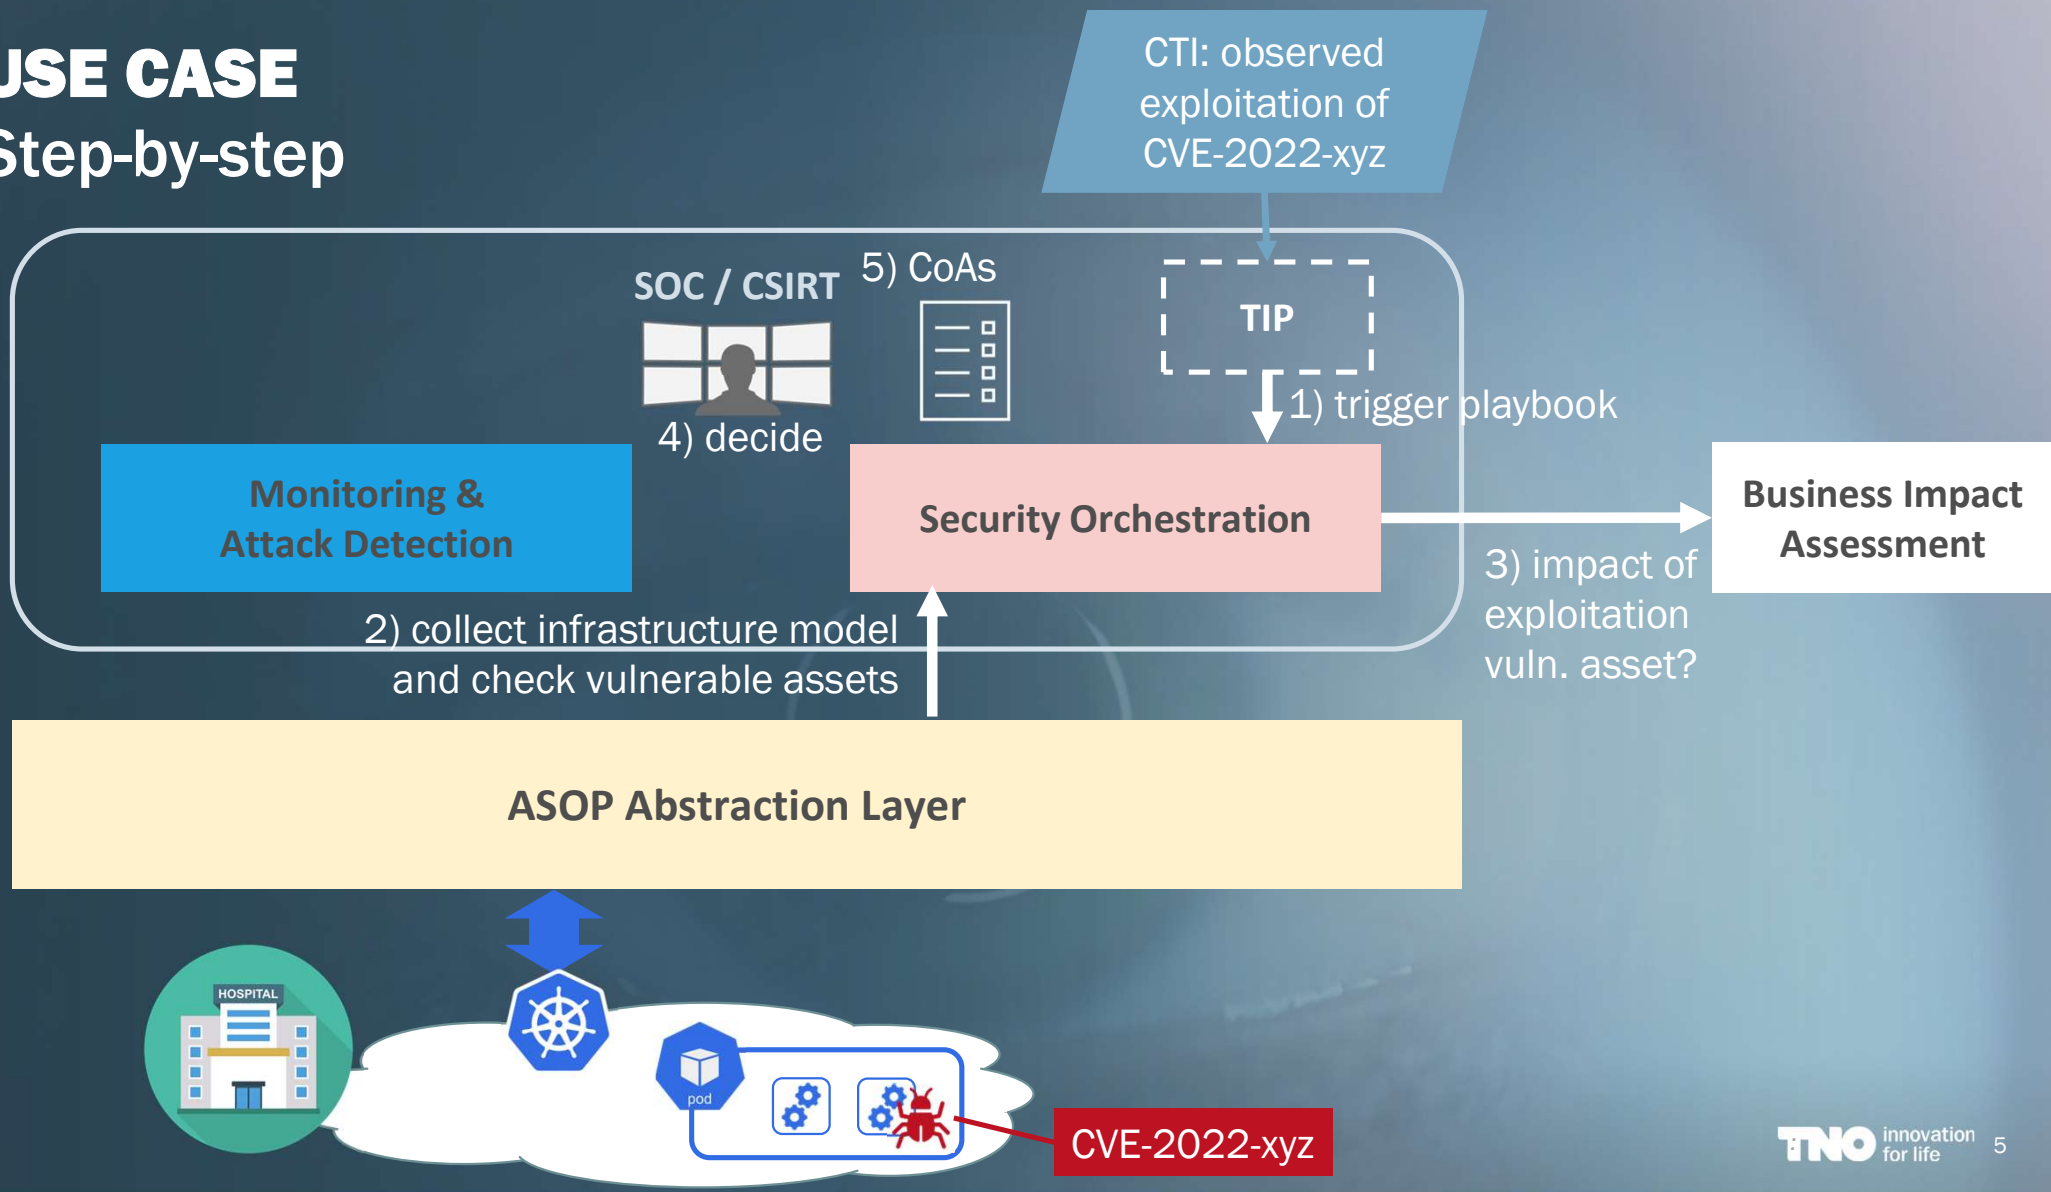 USE CASE
Step-by-step
CTI: observed
exploitation of
CVE-2022-xyz
SOC / CSIRT
5) CoAs
TIP
1) trigger playbook
4) decide
Monitoring &
Attack Detection
Security Orchestration
Business Impact
Assessment
3) impact of
exploitation
vuln. asset?
2) collect infrastructure model
and check vulnerable assets
ASOP Abstraction Layer
HOSPITAL
pod
CVE-2022-xyz
TNO innovation
for life
5